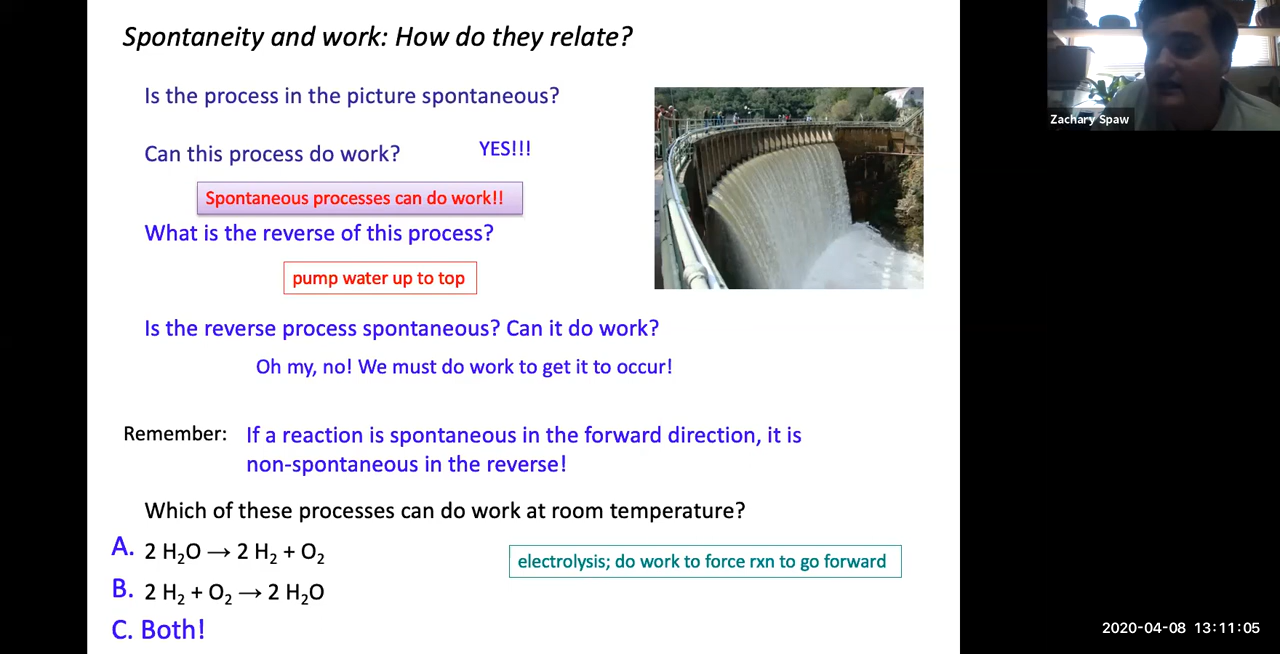 Spontaneity and work: How do they relate?
Is the process in the picture spontaneous?
Can this process do work?
YES!!!
Spontaneous processes can do work!!
What is the reverse of this process?
pump water up to top
Is the reverse process spontaneous? Can it do work?
Oh my, no! We must do work to get it to occur!
Remember: If a reaction is spontaneous in the forward direction, it is
non-spontaneous in the reverse!
Which of these processes can do work at room temperature?
A. 2 H₂O → 2 H₂ + O₂
electrolysis; do work to force rxn to go forward
B. 2 H₂ + O₂ → 2 H₂O
C. Both!
Zachary Spaw
2020-04-08 13:11:05